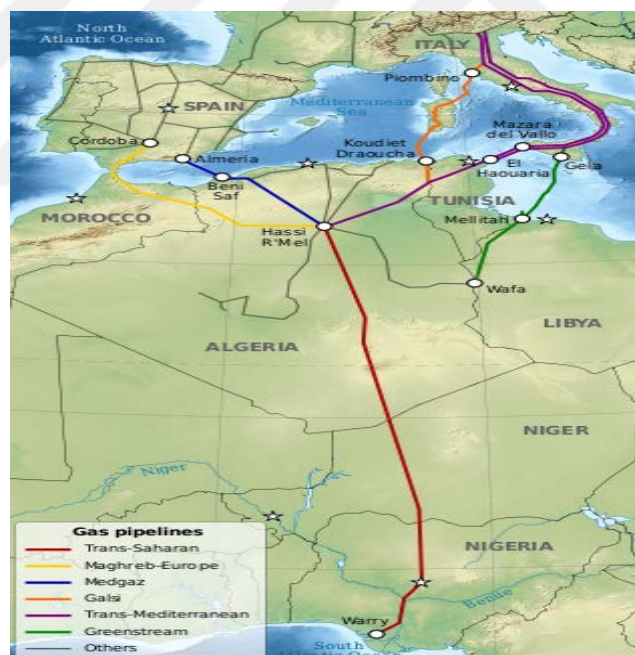 North
Atlantic Ocean
ITALY
Piombino
SPAIN
Mediterranean
Sea
Mazara
del Vallo
Cordoba
Koudiet
Draoucha
Almeria
El
Haouaria
Gela
Beni
Saf
TUNISIA
MOROCCO
Mellitah
Hassi
R'Mel
Wafa
LIBYA
ALGERIA
NIGER
Niger
Gas pipelines
Trans-Saharan
Maghreb-Europe
Medgaz
Galsi
Trans-Mediterranean
Greenstream
Others
NIGERIA
Benue
Warry
South
Atlantic Ocean